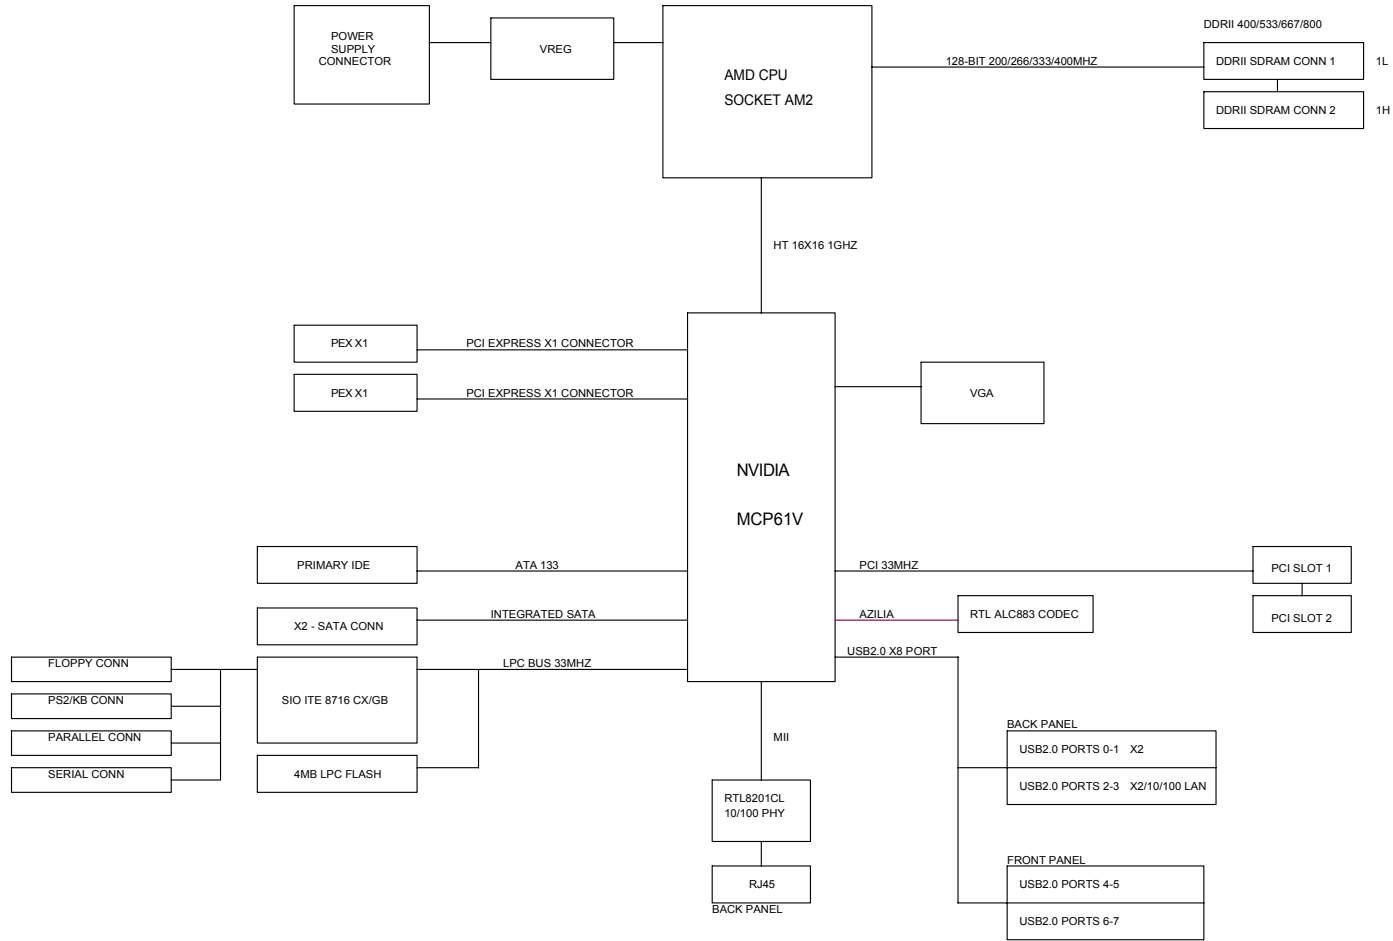 DDRII 400/533/667/800
POWER
SUPPLY
CONNECTOR
VREG
AMD CPU
SOCKET AM2
128-BIT 200/266/333/400MHZ
DDRII SDRAM CONN 1
1L
DDRII SDRAM CONN 2
1H
HT 16X16 1GHZ
PEX X1
PCI EXPRESS X1 CONNECTOR
PEX X1
PCI EXPRESS X1 CONNECTOR
VGA
NVIDIA
MCP61V
PRIMARY IDE
ATA 133
PCI 33MHZ
PCI SLOT 1
X2 - SATA CONN
INTEGRATED SATA
AZILIA
RTL ALC883 CODEC
PCI SLOT 2
USB2.0 X8 PORT
FLOPPY CONN
LPC BUS 33MHZ
PS2/KB CONN
SIO ITE 8716 CX/GB
PARALLEL CONN
SERIAL CONN
4MB LPC FLASH
MII
BACK PANEL
USB2.0 PORTS 0-1 X2
USB2.0 PORTS 2-3 X2/10/100 LAN
RTL8201CL
10/100 PHY
RJ45
BACK PANEL
FRONT PANEL
USB2.0 PORTS 4-5
USB2.0 PORTS 6-7